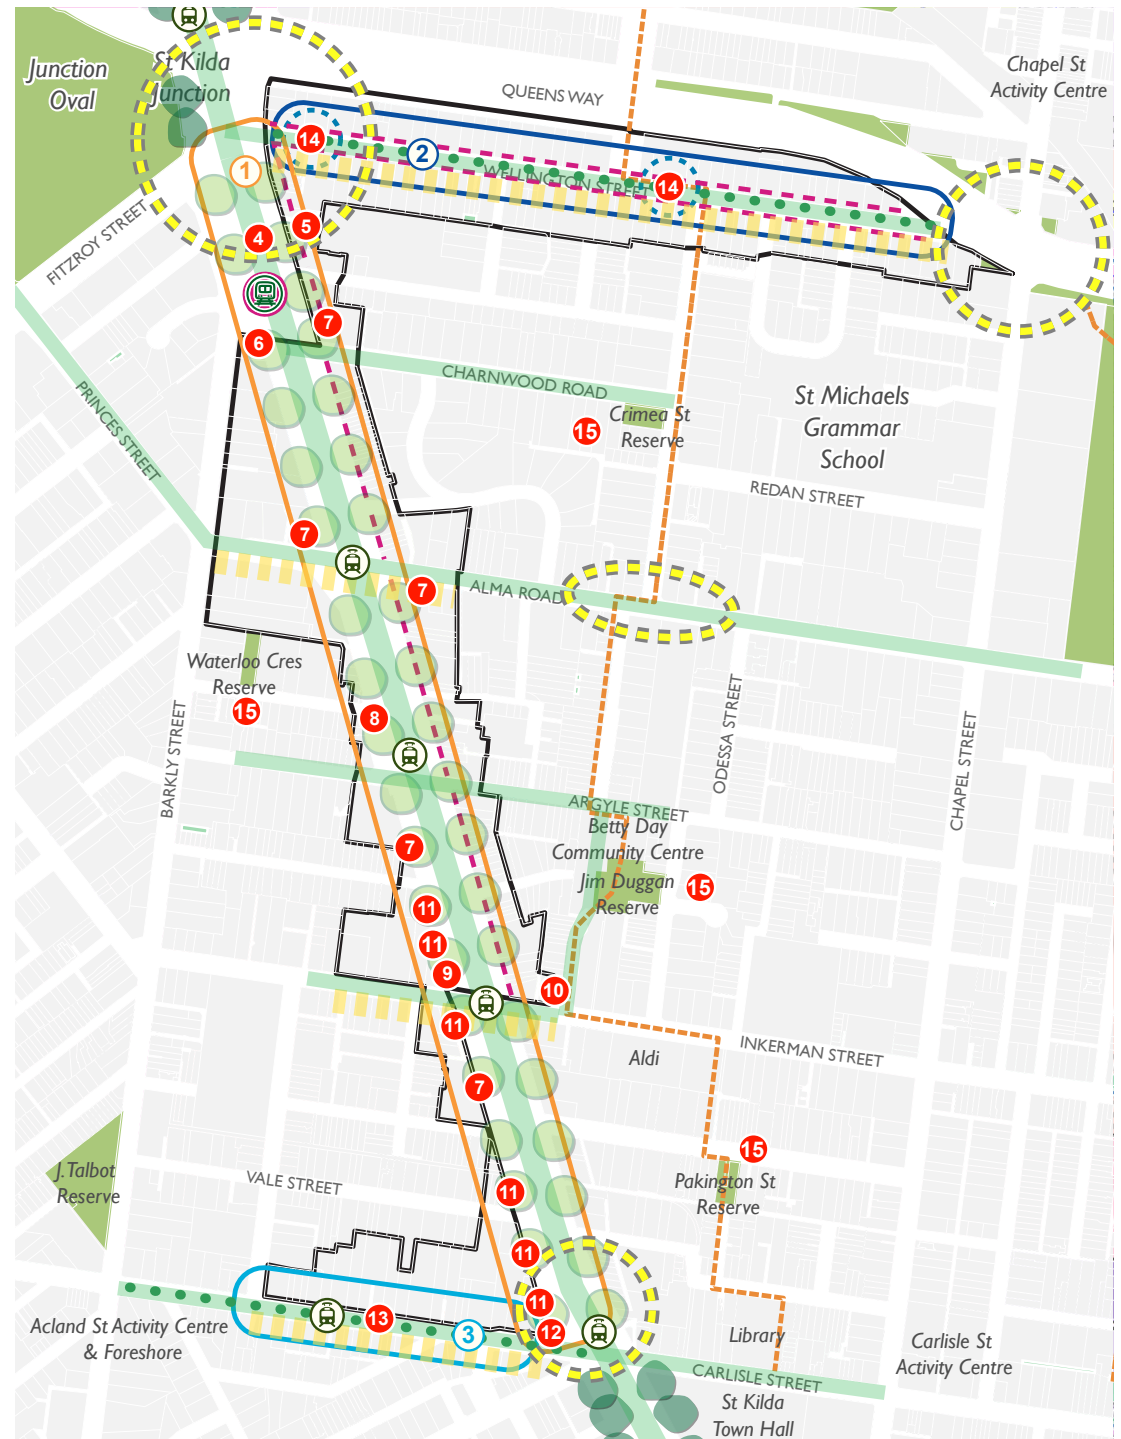 Junction
Oval
St Kilda
Junction
Chapel St
Activity Centre
QUEENS WAY
14
2
1
WELLINGTON STREET
14
FITZROY STREET
4
5
7
6
CHARNWOOD ROAD
PRINCES STREET
St Michaels
Grammar
School
15
Crimea St
Reserve
REDAN STREET
7
7
ALMA ROAD
Waterloo Cres
Reserve
15
8
BARKLY STREET
ODESSA STREET
CHAPEL STREET
ARGYLE STREET
Betty Day
Community Centre
7
Jim Duggan
Reserve
15
11
11
9
10
11
Aldi
INKERMAN STREET
7
15
J.Talbot
Reserve
VALE STREET
11
Pakington St
Reserve
11
11
13
3
12
Acland St Activity Centre
& Foreshore
Library
Carlisle St
Activity Centre
CARLISLE STREET
St Kilda
Town Hall